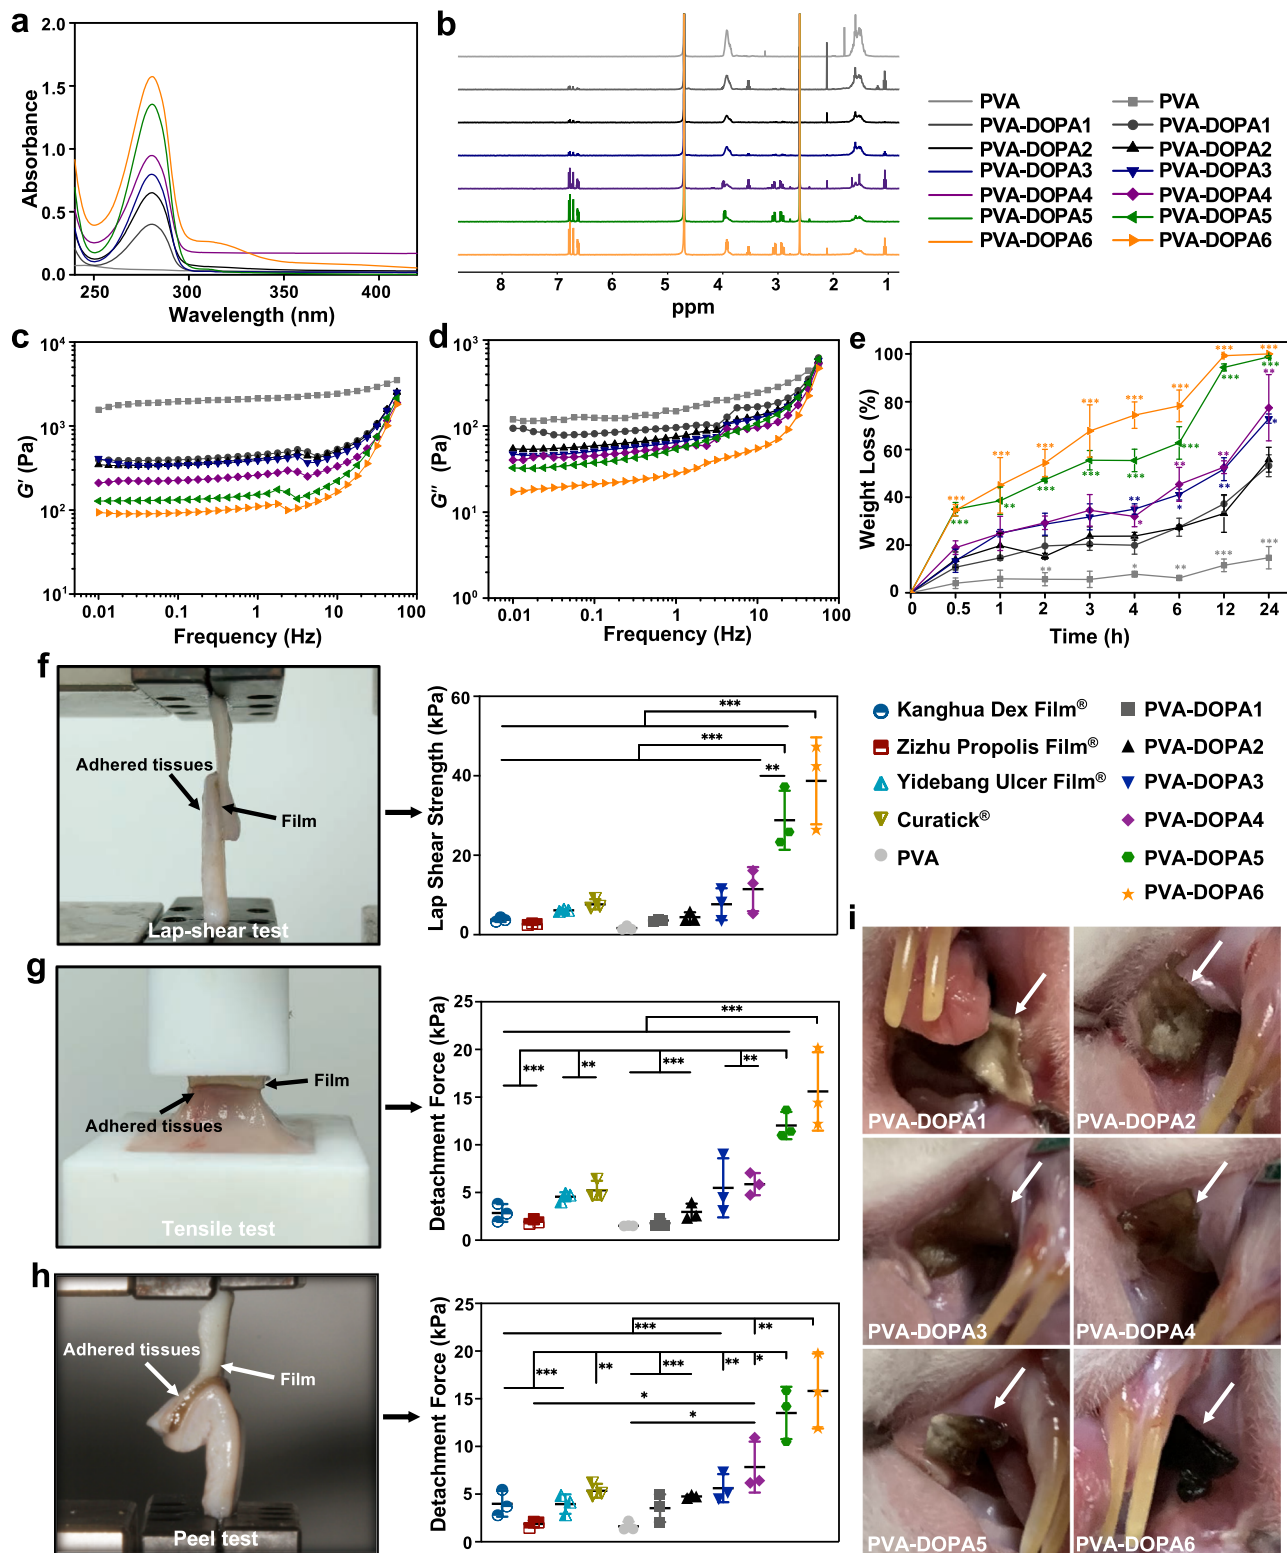 a
2.0
1.5
1.0
0.5
0.0
Absorbance
250
300
350
400
Wavelength (nm)
b
8
7
6
5
4
3
2
1
ppm
PVA
PVA-DOPA1
PVA-DOPA2
PVA-DOPA3
PVA-DOPA4
PVA-DOPA5
PVA-DOPA6
PVA
PVA-DOPA1
PVA-DOPA2
PVA-DOPA3
PVA-DOPA4
PVA-DOPA5
PVA-DOPA6
c
10⁴
10³
10²
10¹
G' (Pa)
0.01
0.1
1
10
100
Frequency (Hz)
d
10³
10²
10¹
10⁰
G'' (Pa)
0.01
0.1
1
10
100
Frequency (Hz)
e
100
80
60
40
20
0
Weight Loss (%)
0
0.5
1
2
3
4
6
12
24
Time (h)
f
Adhered tissues
Film
Lap-shear test
60
40
20
0
Lap Shear Strength (kPa)
***
***
**
Kanghua Dex Film®
Zizhu Propolis Film®
Yidebang Ulcer Film®
Curatick®
PVA
PVA-DOPA1
PVA-DOPA2
PVA-DOPA3
PVA-DOPA4
PVA-DOPA5
PVA-DOPA6
g
Film
Adhered tissues
Tensile test
25
20
15
10
5
0
Detachment Force (kPa)
***
***
**
***
**
h
Adhered tissues
Film
Peel test
25
20
15
10
5
0
Detachment Force (kPa)
***
**
***
**
***
**
*
*
*
i
PVA-DOPA1
PVA-DOPA2
PVA-DOPA3
PVA-DOPA4
PVA-DOPA5
PVA-DOPA6